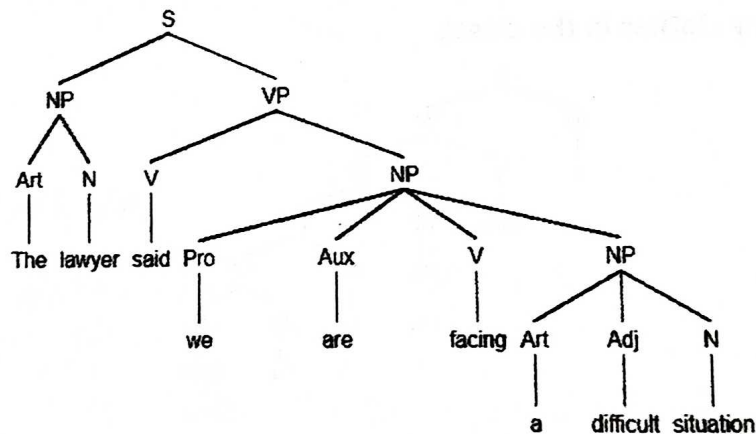 S
NP VP
Art N V NP
The lawyer said Pro Aux V NP
we are facing Art Adj N
a difficult situation